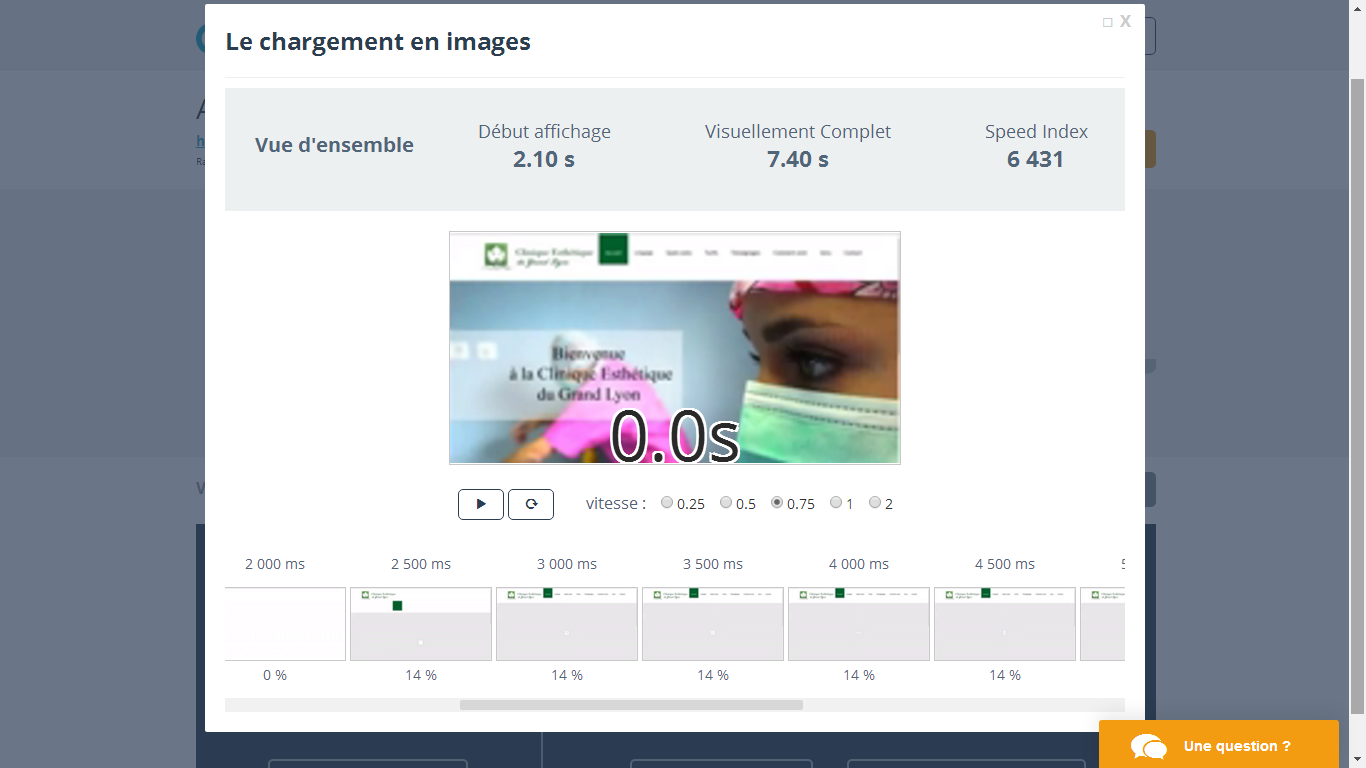 X
Le chargement en images
Vue d'ensemble
Début affichage
2.10 s
Visuellement Complet
7.40 s
Speed Index
6 431
Clinique Esthétique
du Grand Lyon
Bienvenue
à la Clinique Esthétique
du Grand Lyon
0.0s
vitesse : 0.25 0.5 0.75 1 2
2 000 ms 2 500 ms 3 000 ms 3 500 ms 4 000 ms 4 500 ms
0 % 14 % 14 % 14 % 14 % 14 %
Une question ?